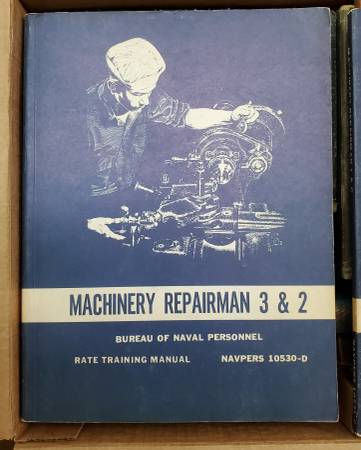 MACHINERY REPAIRMAN 3 & 2
BUREAU OF NAVAL PERSONNEL
RATE TRAINING MANUAL NAVPERS 10530-D